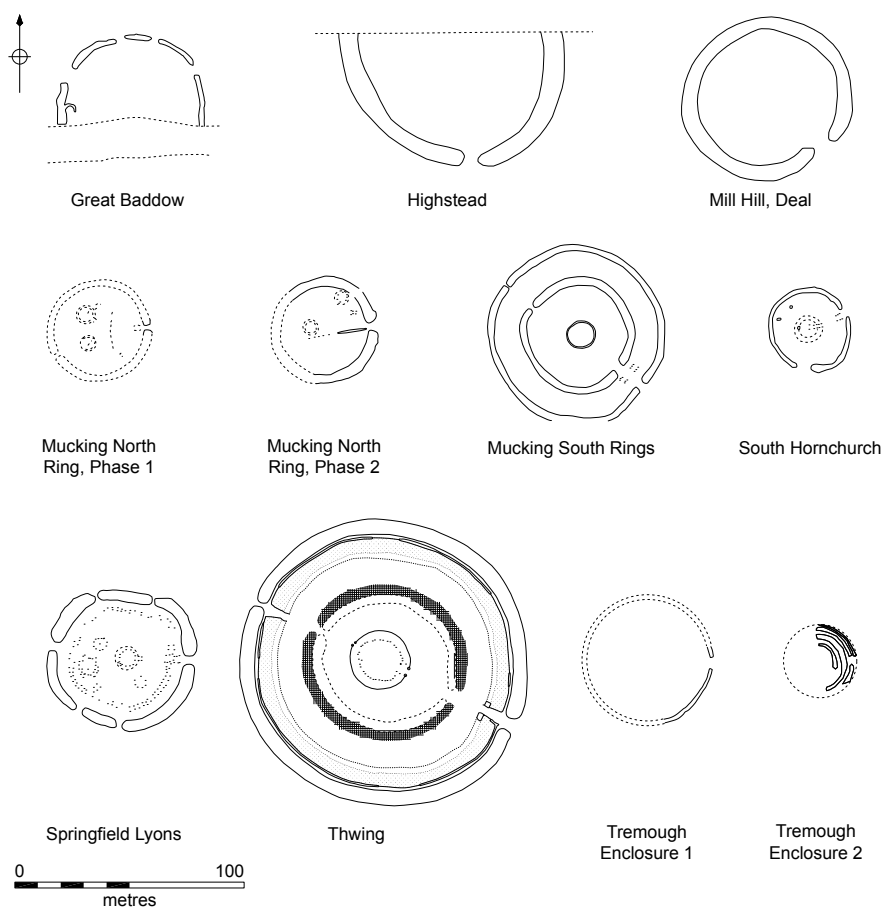 Great Baddow
Highstead
Mill Hill, Deal
Mucking North
Ring, Phase 1
Mucking North
Ring, Phase 2
Mucking South Rings
South Hornchurch
Springfield Lyons
Thwing
Tremough
Enclosure 1
Tremough
Enclosure 2
0 100
metres